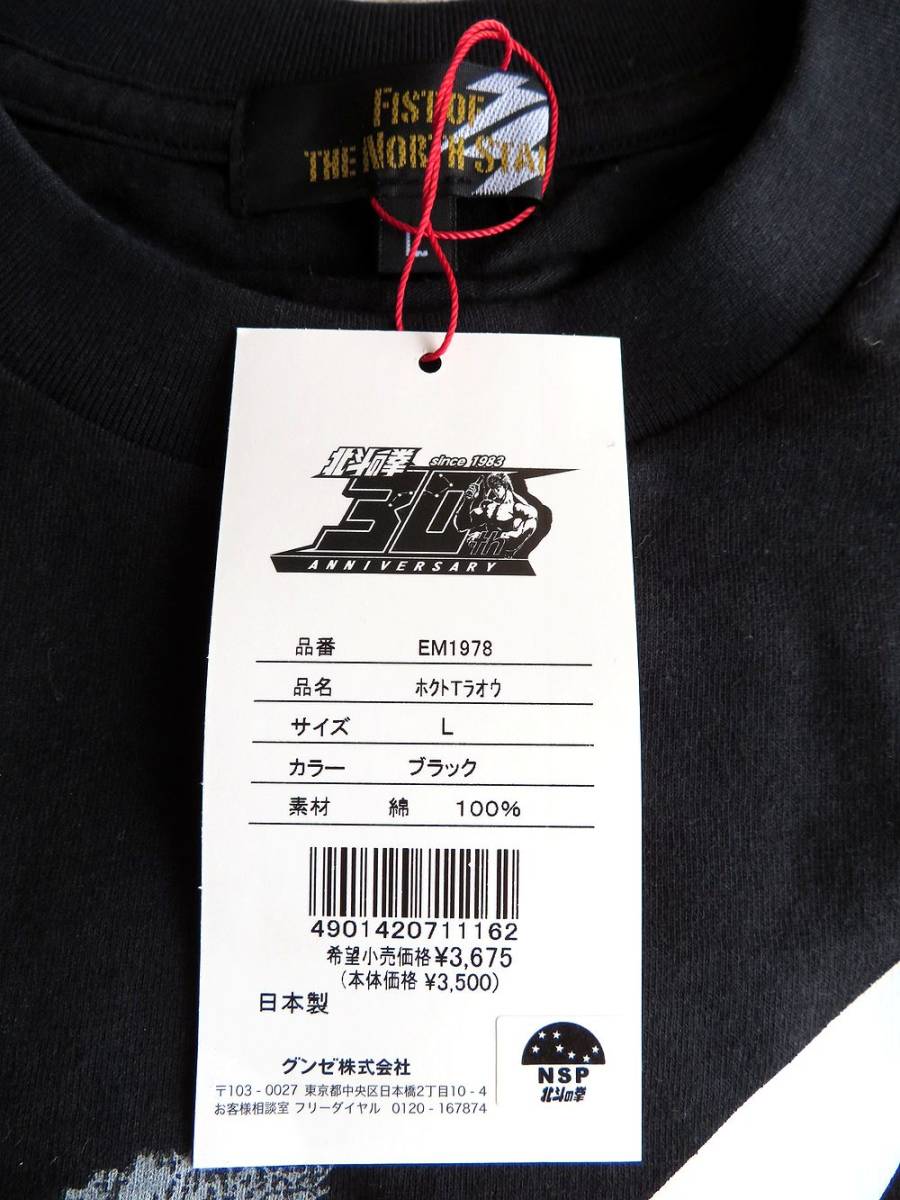 FIST OF
THE NORTH STAR
L
北斗の拳 since 1983
30th
ANNIVERSARY
品番 EM1978
品名 ホクトTラオウ
サイズ L
カラー ブラック
素材 綿 100%
4901420711162
希望小売価格 ¥3,675
(本体価格 ¥3,500)
日本製
グンゼ株式会社
〒103-0027 東京都中央区日本橋2丁目10-4
お客様相談室 フリーダイヤル 0120-167874
NSP
北斗の拳